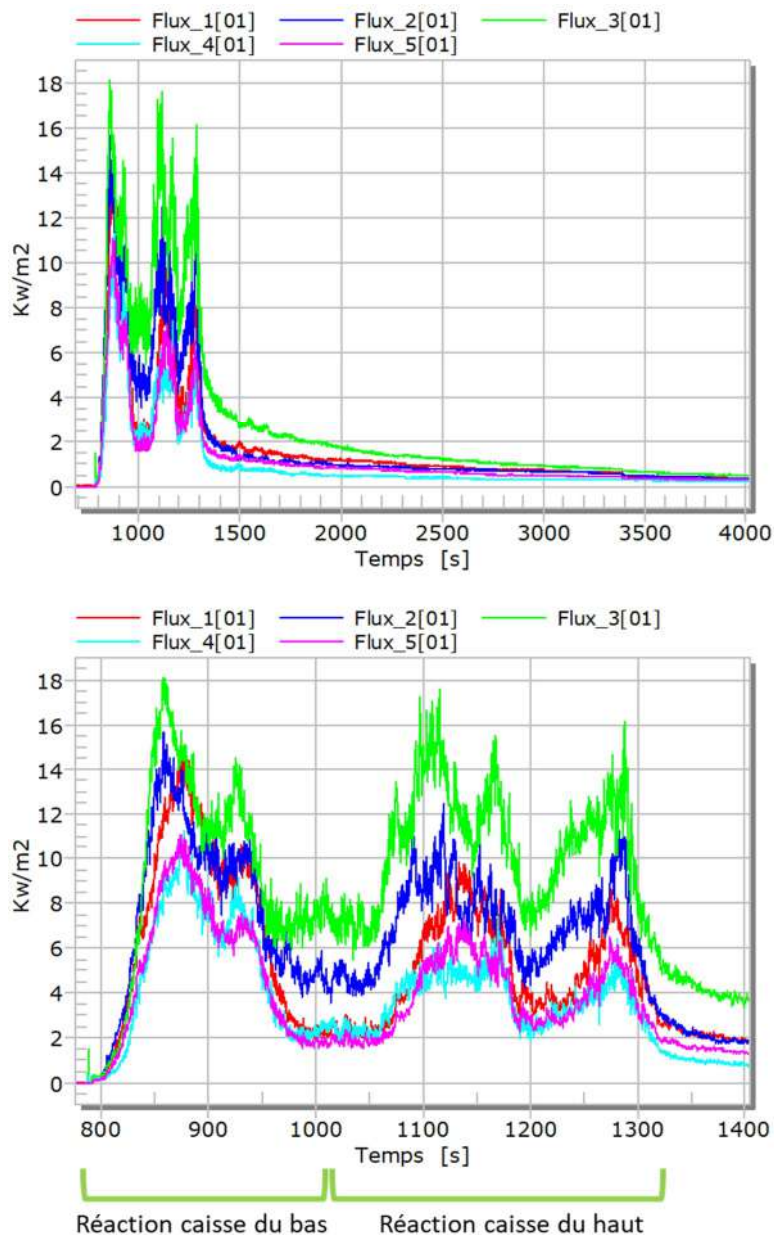 Flux_1[01] Flux_2[01] Flux_3[01]
Flux_4[01] Flux_5[01]
18
16
14
12
10
8
6
4
2
0
Kw/m2
1000 1500 2000 2500 3000 3500 4000
Temps [s]
Flux_1[01] Flux_2[01] Flux_3[01]
Flux_4[01] Flux_5[01]
18
16
14
12
10
8
6
4
2
0
Kw/m2
800 900 1000 1100 1200 1300 1400
Temps [s]
Réaction caisse du bas Réaction caisse du haut